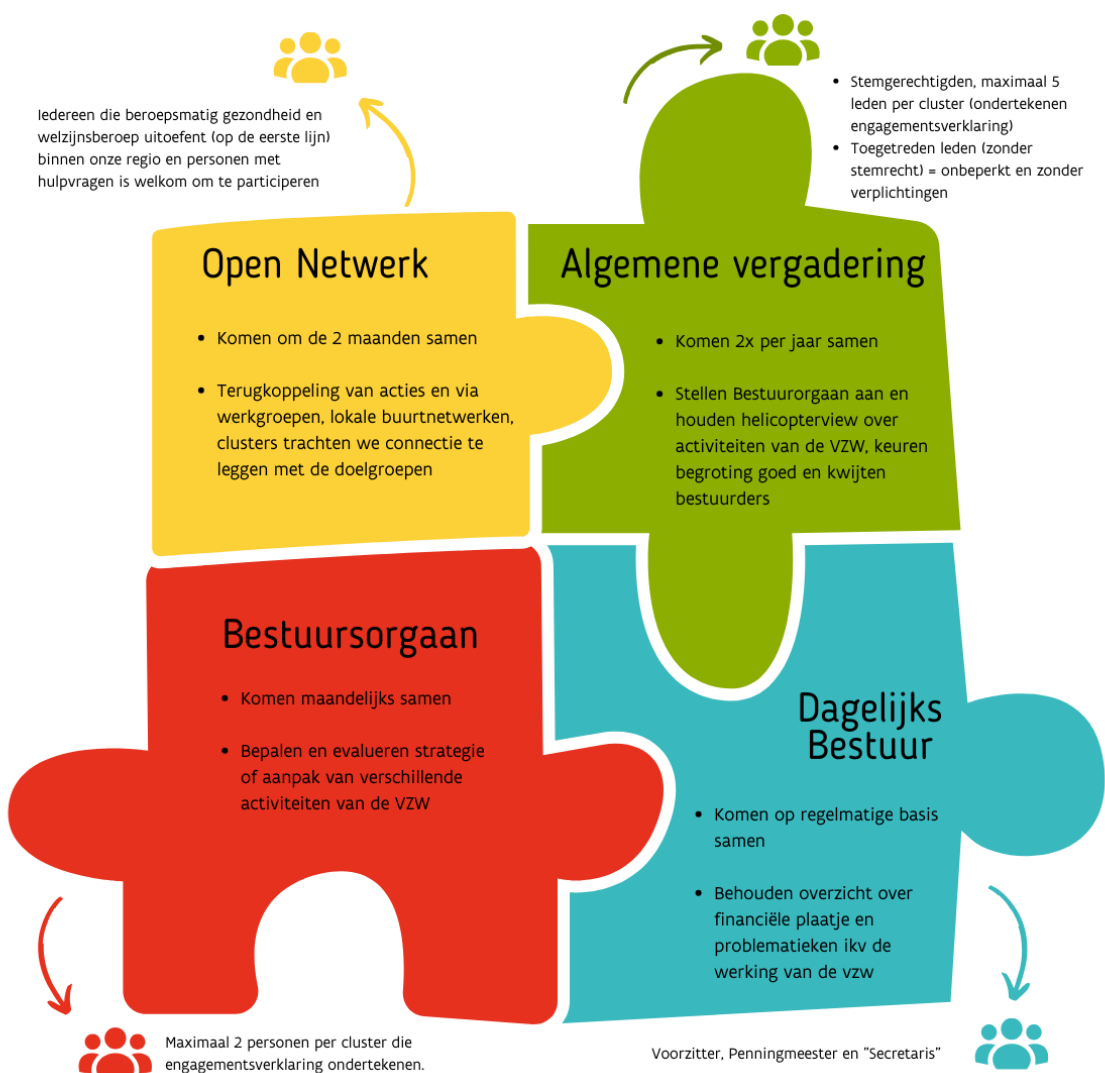 Iedereen die beroepsmatig gezondheid en
welzijnsberoep uitoefent (op de eerste lijn)
binnen onze regio en personen met
hulpvragen is welkom om te participeren
• Stemgerechtigden, maximaal 5
leden per cluster (ondertekenen
engagementsverklaring)
• Toegetreden leden (zonder
stemrecht) = onbeperkt en zonder
verplichtingen
Open Netwerk
• Komen om de 2 maanden samen
• Terugkoppeling van acties en via
werkgroepen, lokale buurtnetwerken,
clusters trachten we connectie te
leggen met de doelgroepen
Algemene vergadering
• Komen 2x per jaar samen
• Stellen Bestuurorgaan aan en
houden helicopterview over
activiteiten van de VZW, keuren
begroting goed en kwijten
bestuurders
Bestuursorgaan
• Komen maandelijks samen
• Bepalen en evalueren strategie
of aanpak van verschillende
activiteiten van de VZW
Dagelijks
Bestuur
• Komen op regelmatige basis
samen
• Behouden overzicht over
financiële plaatje en
problematieken ikv de
werking van de vzw
Maximaal 2 personen per cluster die
engagementsverklaring ondertekenen.
Voorzitter, Penningmeester en "Secretaris"